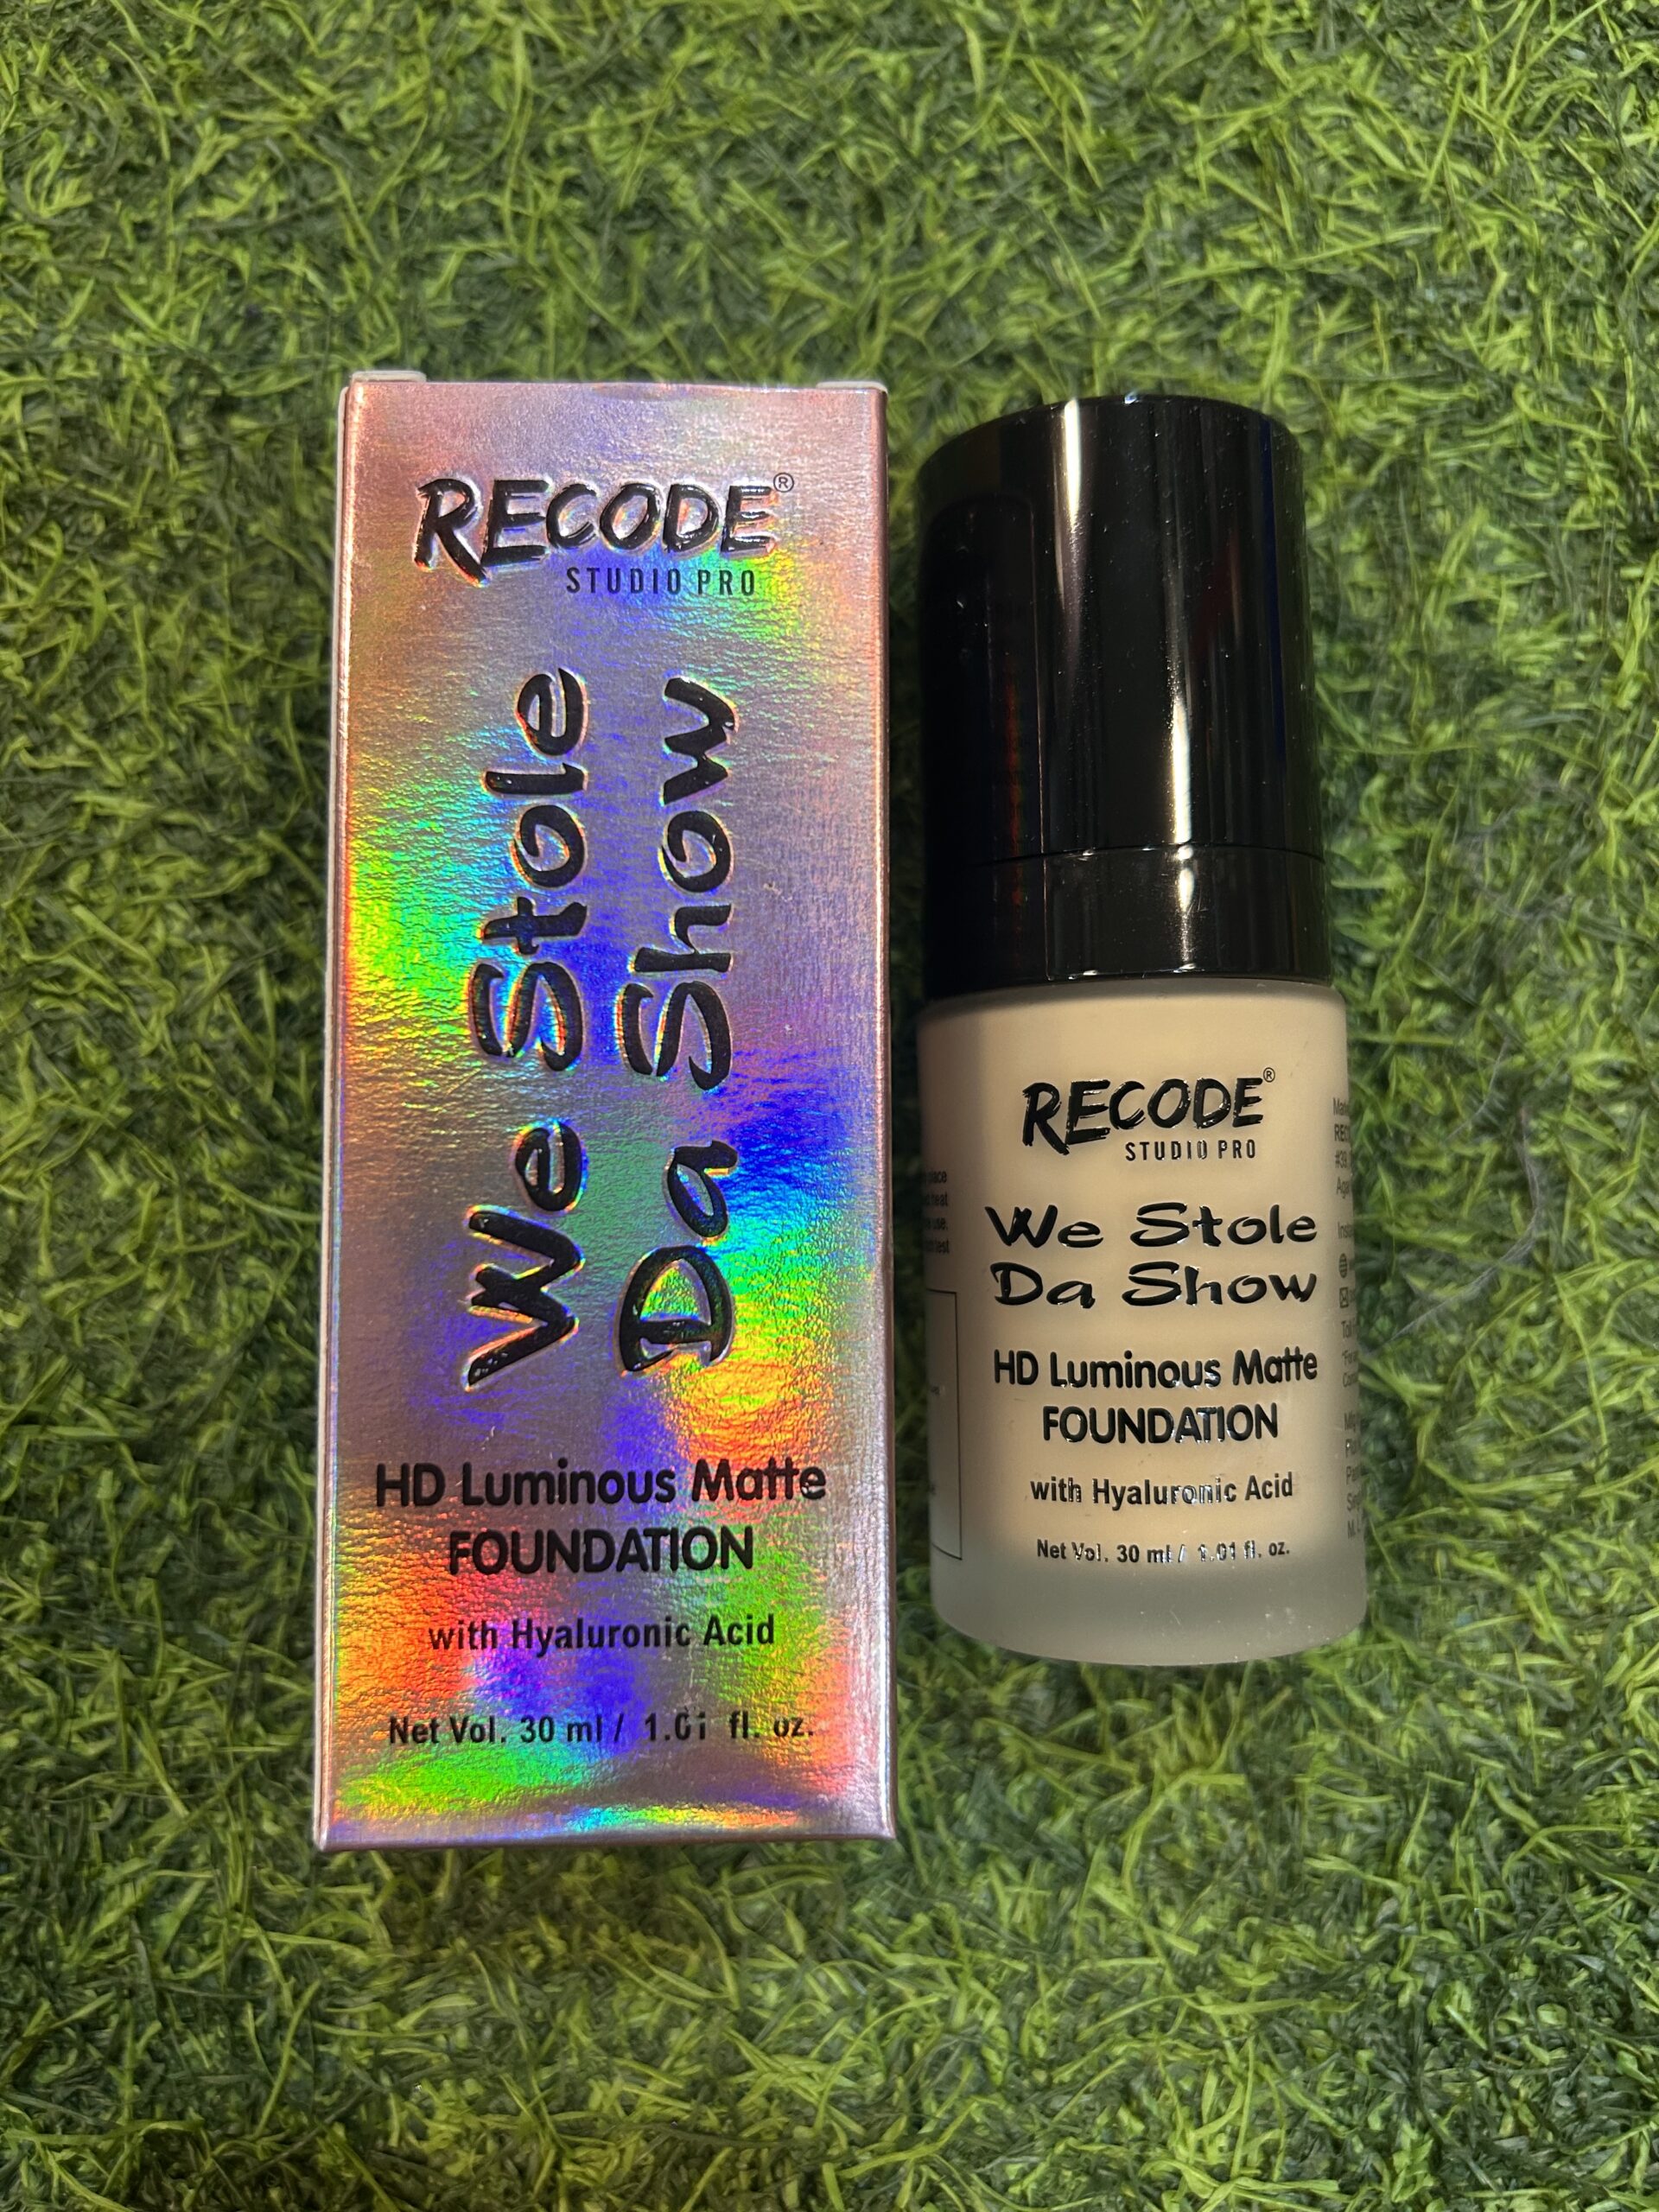 RECODE®
STUDIO PRO
We Stole
Da Show
HD Luminous Matte
FOUNDATION
with Hyaluronic Acid
Net Vol. 30 ml / 1.01 fl. oz.
RECODE®
STUDIO PRO
We Stole
Da Show
HD Luminous Matte
FOUNDATION
with Hyaluronic Acid
Net Vol. 30 ml / 1.01 fl. oz.